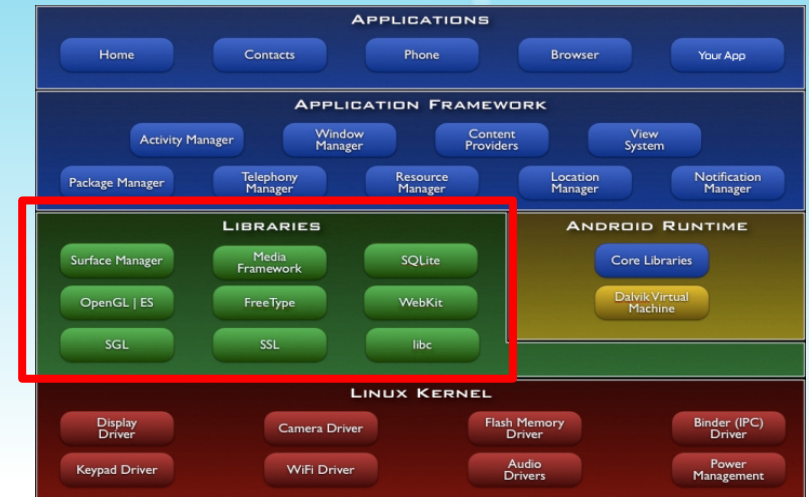 APPLICATIONS
Home
Contacts
Phone
Browser
Your App
APPLICATION FRAMEWORK
Activity Manager
Window
Manager
Content
Providers
View
System
Package Manager
Telephony
Manager
Resource
Manager
Location
Manager
Notification
Manager
LIBRARIES
Surface Manager
Media
Framework
SQLite
OpenGL | ES
FreeType
WebKit
SGL
SSL
libc
ANDROID RUNTIME
Core Libraries
Dalvik Virtual
Machine
LINUX KERNEL
Display
Driver
Camera Driver
Flash Memory
Driver
Binder (IPC)
Driver
Keypad Driver
WiFi Driver
Audio
Drivers
Power
Management